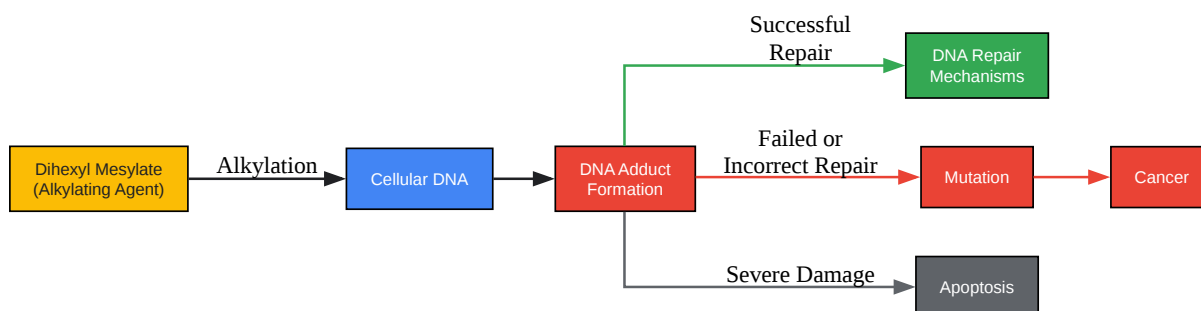 Successful
Repair
DNA Repair
Mechanisms
Dihexyl Mesylate
(Alkylating Agent)
Alkylation
Cellular DNA
DNA Adduct
Formation
Failed or
Incorrect Repair
Mutation
Cancer
Severe Damage
Apoptosis